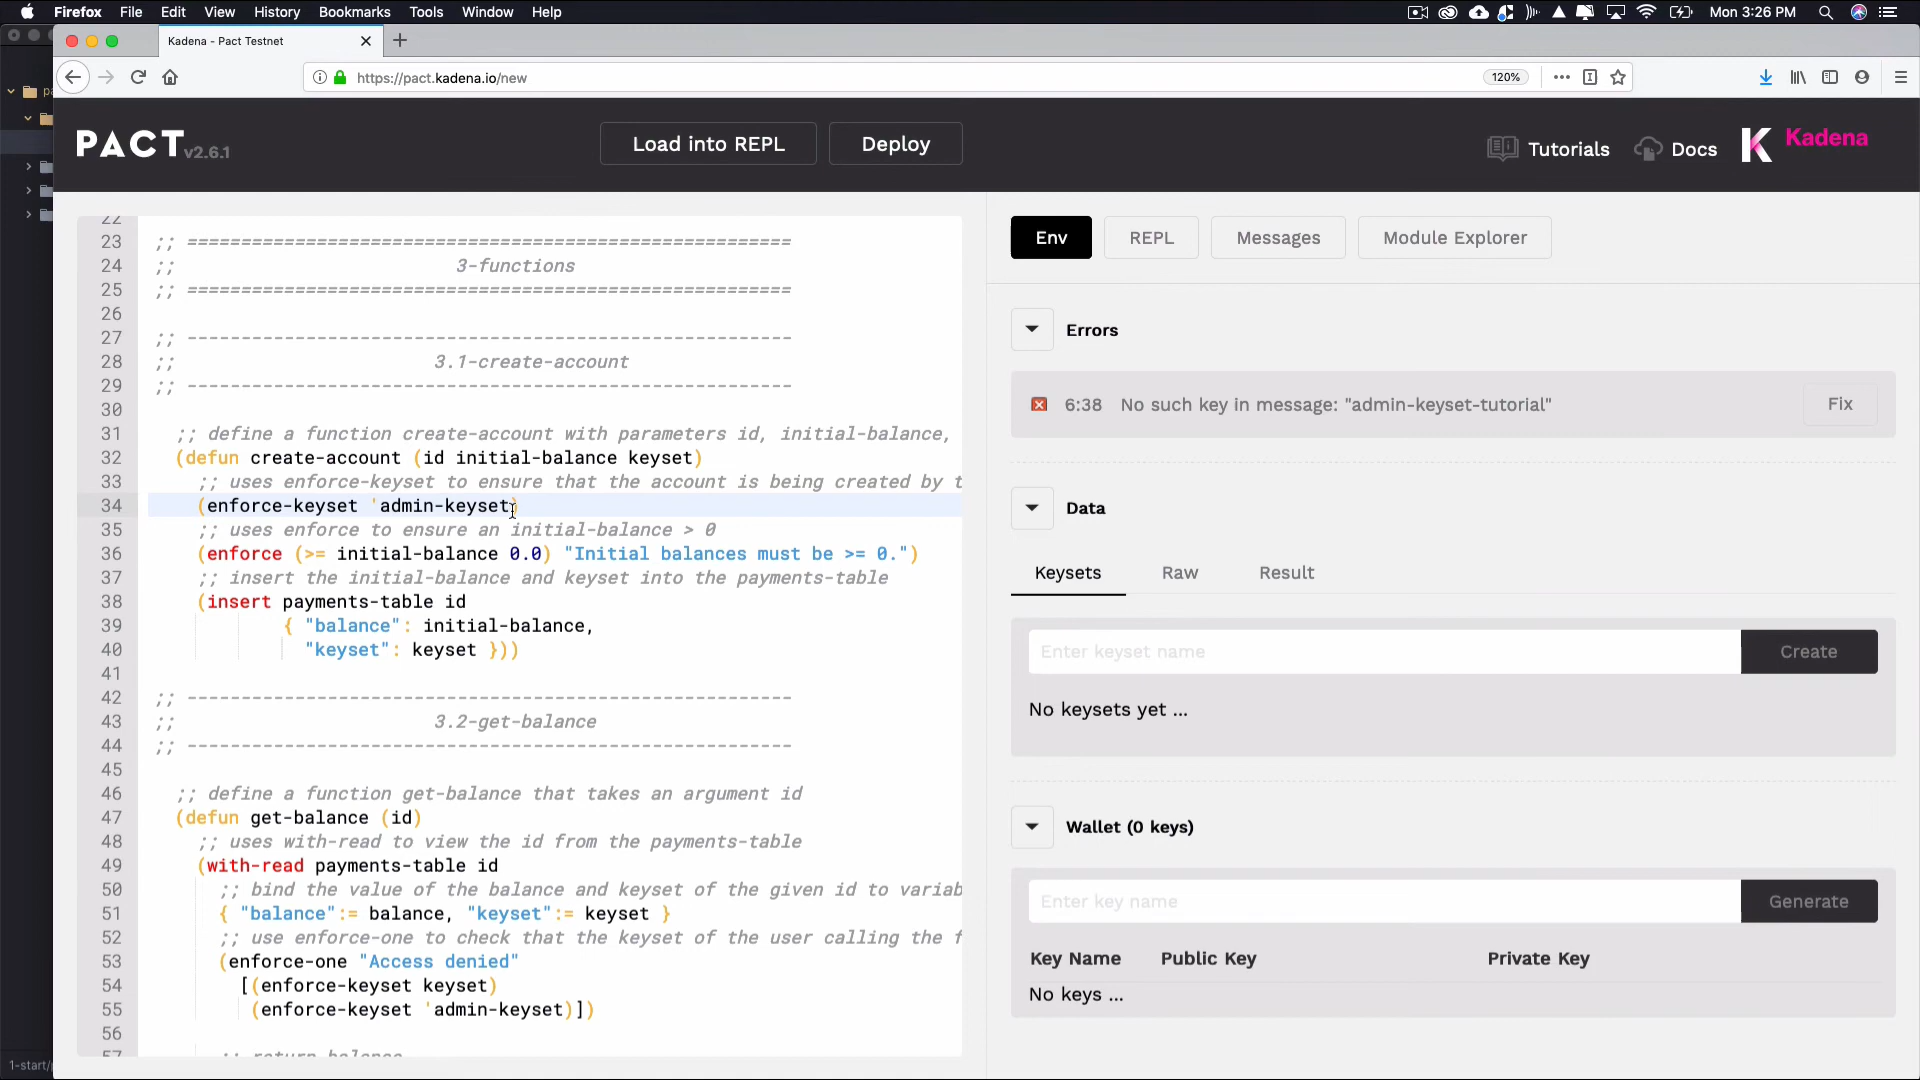 Firefox File Edit View History Bookmarks Tools Window Help Mon 3:26 PM
Kadena - Pact Testnet
https://pact.kadena.io/new
120%
PACT v2.6.1
Load into REPL
Deploy
Tutorials
Docs
Kadena
22
23 ;; ========================================================
24 ;; 3-functions
25 ;; ========================================================
26
27 ;; --------------------------------------------------------
28 ;; 3.1-create-account
29 ;; --------------------------------------------------------
30
31 ;; define a function create-account with parameters id, initial-balance,
32 (defun create-account (id initial-balance keyset)
33 ;; uses enforce-keyset to ensure that the account is being created by t
34 (enforce-keyset 'admin-keyset)
35 ;; uses enforce to ensure an initial-balance > 0
36 (enforce (>= initial-balance 0.0) "Initial balances must be >= 0.")
37 ;; insert the initial-balance and keyset into the payments-table
38 (insert payments-table id
39 { "balance": initial-balance,
40 "keyset": keyset }))
41
42 ;; --------------------------------------------------------
43 ;; 3.2-get-balance
44 ;; --------------------------------------------------------
45
46 ;; define a function get-balance that takes an argument id
47 (defun get-balance (id)
48 ;; uses with-read to view the id from the payments-table
49 (with-read payments-table id
50 ;; bind the value of the balance and keyset of the given id to variab
51 { "balance":= balance, "keyset":= keyset }
52 ;; use enforce-one to check that the keyset of the user calling the f
53 (enforce-one "Access denied"
54 [(enforce-keyset keyset)
55 (enforce-keyset 'admin-keyset)])
56
57 ;; return balance
Env
REPL
Messages
Module Explorer
Errors
6:38 No such key in message: "admin-keyset-tutorial"
Fix
Data
Keysets
Raw
Result
Enter keyset name
Create
No keysets yet ...
Wallet (0 keys)
Enter key name
Generate
Key Name Public Key Private Key
No keys ...
1-start/